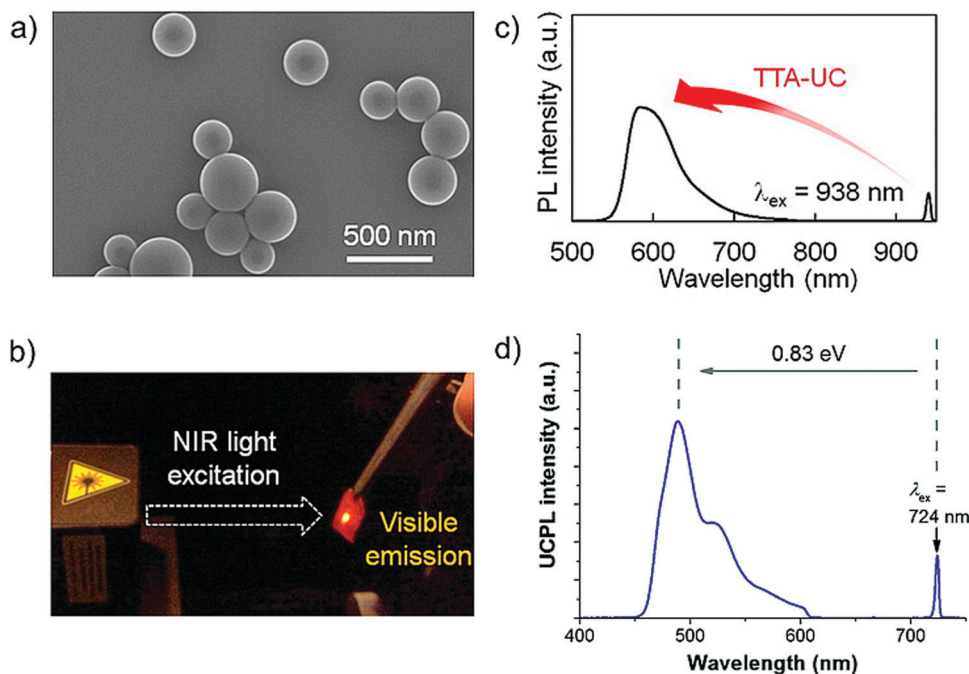 a)
500 nm
b)
NIR light
excitation
Visible
emission
c)
PL intensity (a.u.)
TTA-UC
λex = 938 nm
500 600 700 800 900
Wavelength (nm)
d)
UCPL intensity (a.u.)
0.83 eV
λex =
724 nm
400 500 600 700
Wavelength (nm)